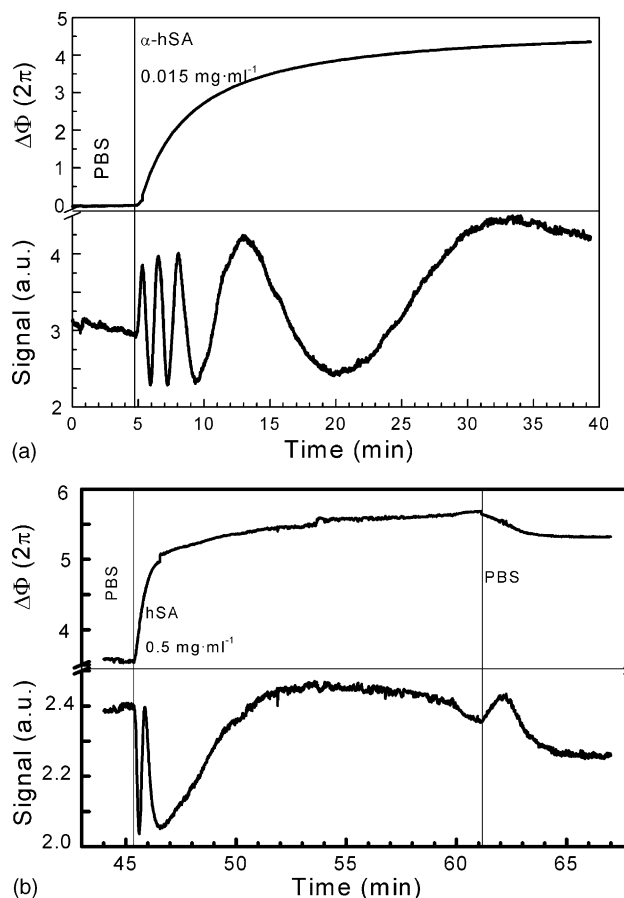 5
4
3
2
1
0
ΔΦ (2π)
PBS
α-hSA
0.015 mg·ml⁻¹
4
3
2
Signal (a.u.)
0 5 10 15 20 25 30 35 40
Time (min)
(a)
6
5
4
ΔΦ (2π)
PBS
hSA
0.5 mg·ml⁻¹
PBS
2.4
2.2
2.0
Signal (a.u.)
45 50 55 60 65
Time (min)
(b)